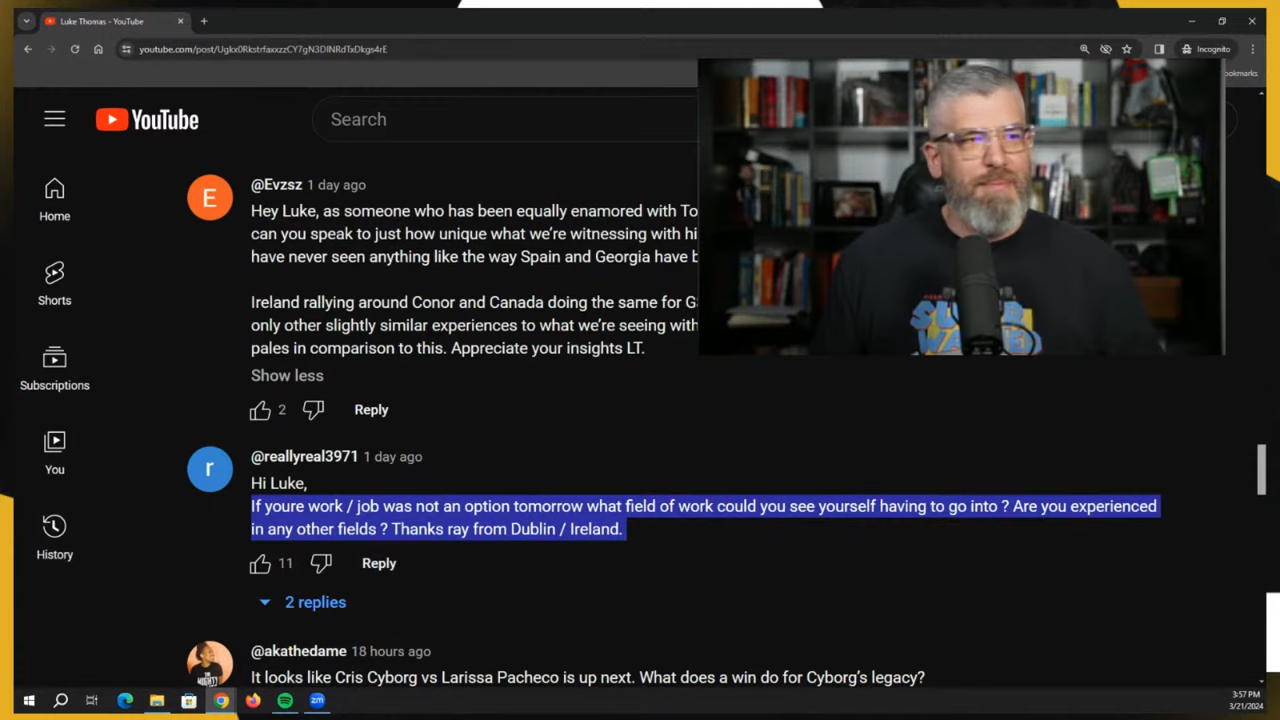 Luke Thomas - YouTube
youtube.com/post/Ugkx0RkstrfaxxzzCY7gN3DINRdTxDkgs4rE
Incognito
ookmarks
YouTube
Search
Home
Shorts
Subscriptions
You
History
@Evzsz 1 day ago
Hey Luke, as someone who has been equally enamored with To
can you speak to just how unique what we're witnessing with hi
have never seen anything like the way Spain and Georgia have b
Ireland rallying around Conor and Canada doing the same for G
only other slightly similar experiences to what we're seeing with
pales in comparison to this. Appreciate your insights LT.
Show less
2 Reply
@reallyreal3971 1 day ago
Hi Luke,
If youre work / job was not an option tomorrow what field of work could you see yourself having to go into ? Are you experienced
in any other fields ? Thanks ray from Dublin / Ireland.
11 Reply
2 replies
@akathedame 18 hours ago
It looks like Cris Cyborg vs Larissa Pacheco is up next. What does a win do for Cyborg's legacy?
E
r
zm
3:57 PM
3/21/2024